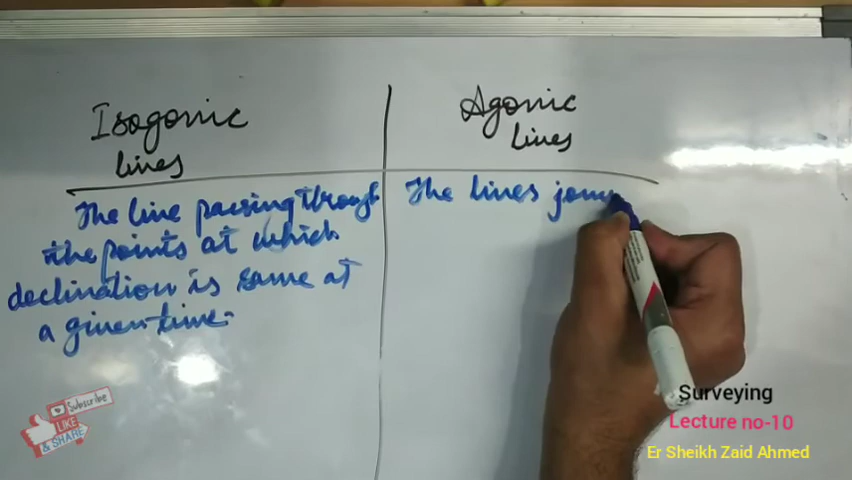 Isogonic
lines
The line passing through
the points at which
declination is same at
a given time.
Agonic
lines
The lines
Subscribe
LIKE
& SHARE
Surveying
Lecture no-10
Er Sheikh Zaid Ahmed